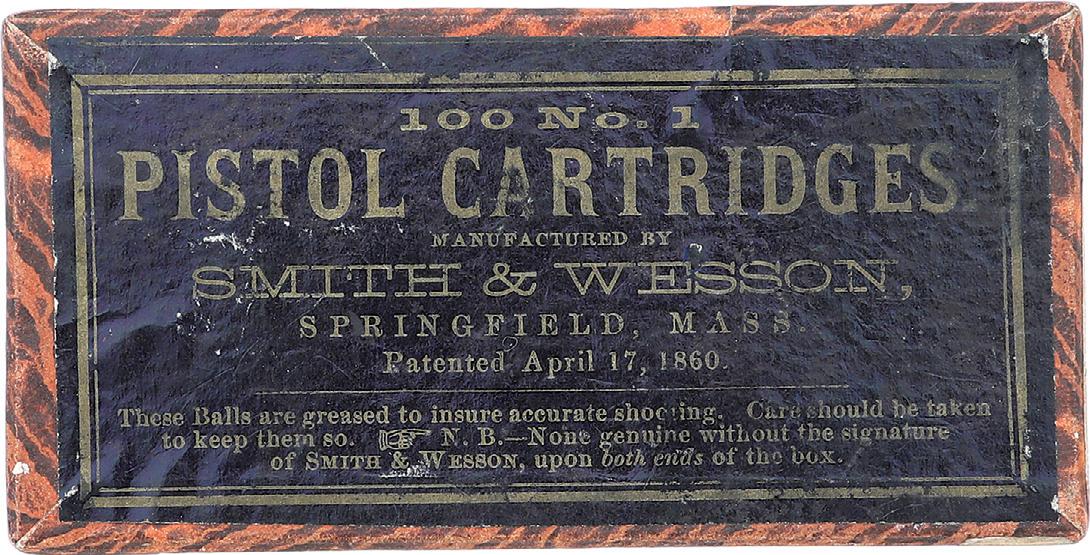 100 No. 1
PISTOL CARTRIDGES
MANUFACTURED BY
SMITH & WESSON,
SPRINGFIELD, MASS.
Patented April 17, 1860.
These Balls are greased to insure accurate shooting. Care should be taken
to keep them so. ☞ N. B.—None genuine without the signature
of SMITH & WESSON, upon both ends of the box.